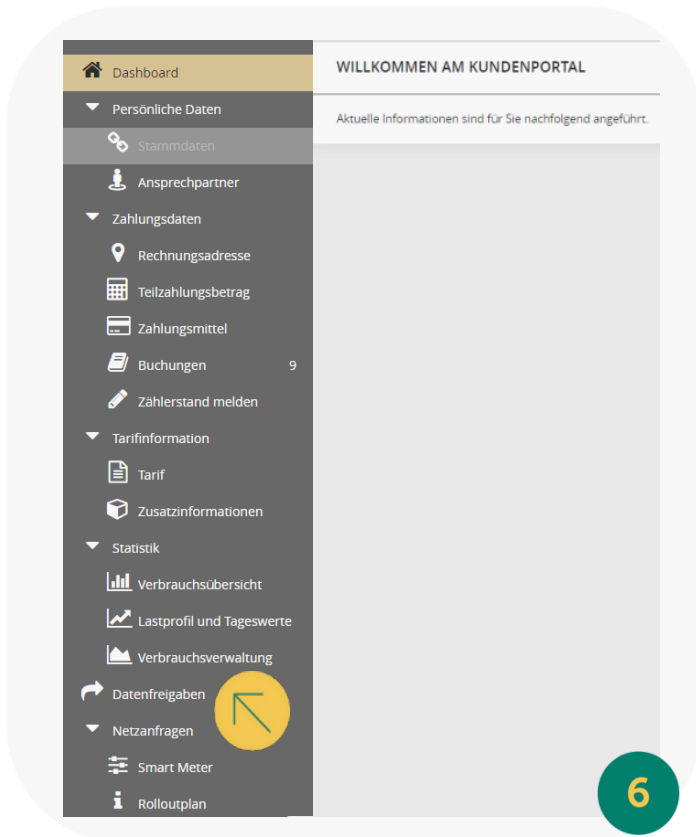 Dashboard
WILLKOMMEN AM KUNDENPORTAL
Persönliche Daten
Aktuelle Informationen sind für Sie nachfolgend angeführt.
Stammdaten
Ansprechpartner
Zahlungsdaten
Rechnungsadresse
Teilzahlungsbetrag
Zahlungsmittel
Buchungen 9
Zählerstand melden
Tarifinformation
Tarif
Zusatzinformationen
Statistik
Verbrauchsübersicht
Lastprofil und Tageswerte
Verbrauchsverwaltung
Datenfreigaben
Netzanfragen
Smart Meter
Rolloutplan
6